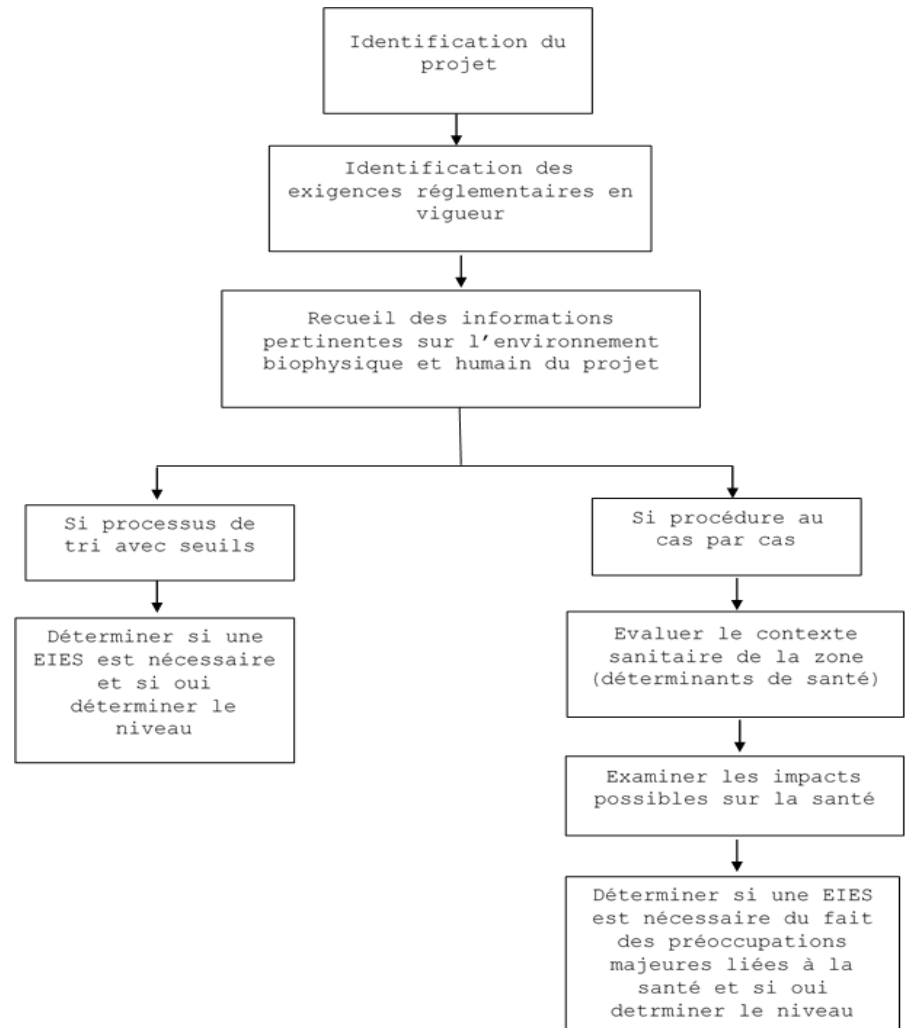 Identification du
projet
Identification des
exigences réglementaires en
vigueur
Recueil des informations
pertinentes sur l'environnement
biophysique et humain du projet
Si processus de
tri avec seuils
Déterminer si une
EIES est nécessaire
et si oui
déterminer le
niveau
Si procédure au
cas par cas
Evaluer le contexte
sanitaire de la zone
(déterminants de santé)
Examiner les impacts
possibles sur la santé
Déterminer si une EIES
est nécessaire du fait
des préoccupations
majeures liées à la
santé et si oui
detrminer le niveau